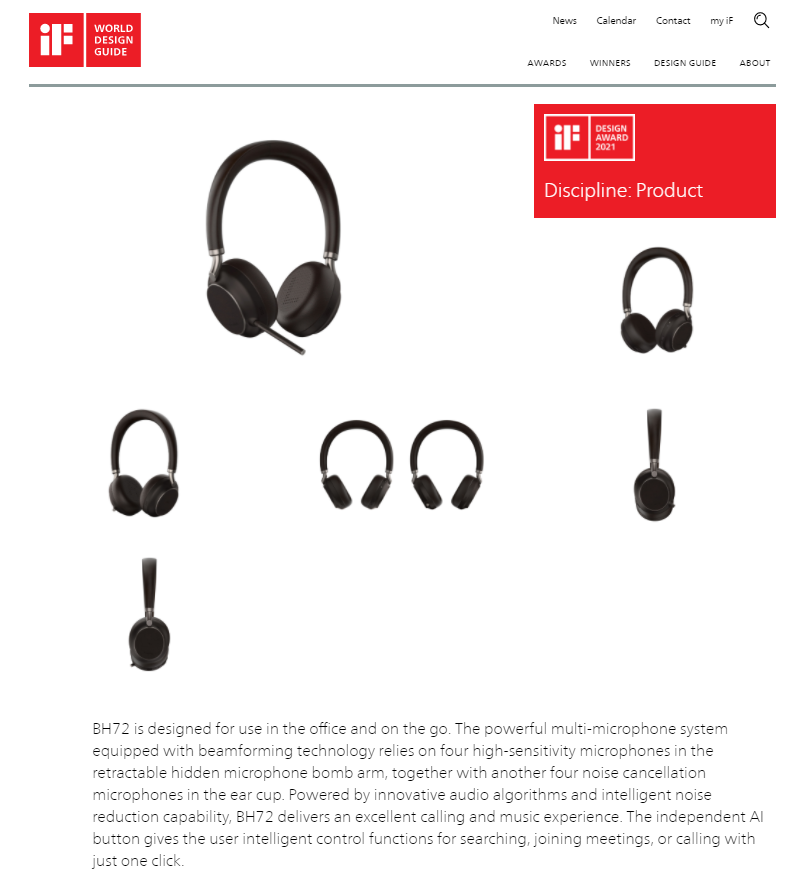 iF WORLD
DESIGN
GUIDE
News Calendar Contact my iF
AWARDS WINNERS DESIGN GUIDE ABOUT
iF DESIGN
AWARD
2021
Discipline: Product
BH72 is designed for use in the office and on the go. The powerful multi-microphone system
equipped with beamforming technology relies on four high-sensitivity microphones in the
retractable hidden microphone bomb arm, together with another four noise cancellation
microphones in the ear cup. Powered by innovative audio algorithms and intelligent noise
reduction capability, BH72 delivers an excellent calling and music experience. The independent AI
button gives the user intelligent control functions for searching, joining meetings, or calling with
just one click.